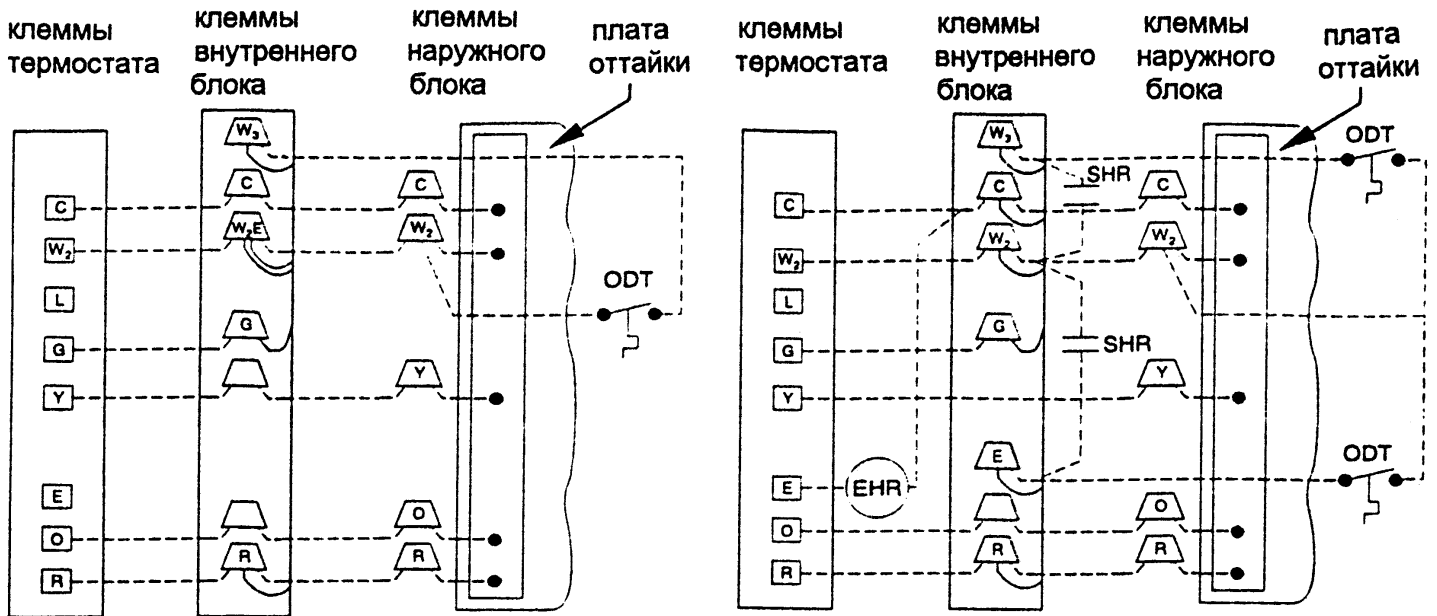 клеммы
термостата
клеммы
внутреннего
блока
клеммы
наружного
блока
плата
оттайки
W₃
C C C
W₂ W₂E W₂
ODT
L
G G
Y Y
E
O O
R R R
клеммы
термостата
клеммы
внутреннего
блока
клеммы
наружного
блока
плата
оттайки
W₃ ODT
SHR
C C C
W₂ W₂ W₂
L
G G SHR
Y Y
E EHR E ODT
O O
R R R